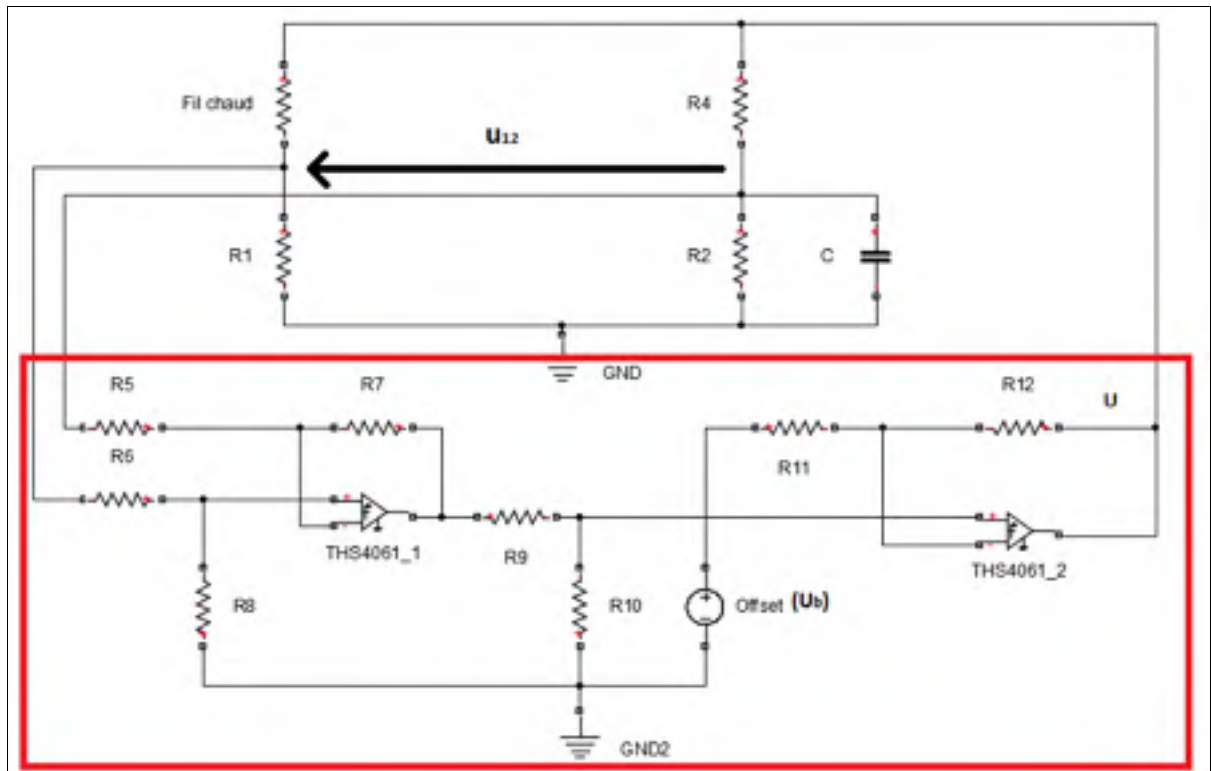 Fil chaud
R4
u₁₂
R1
R2
C
GND
R5
R7
R12
U
R6
R11
THS4061_1
R9
THS4061_2
R8
R10
Offset (Ub)
GND2